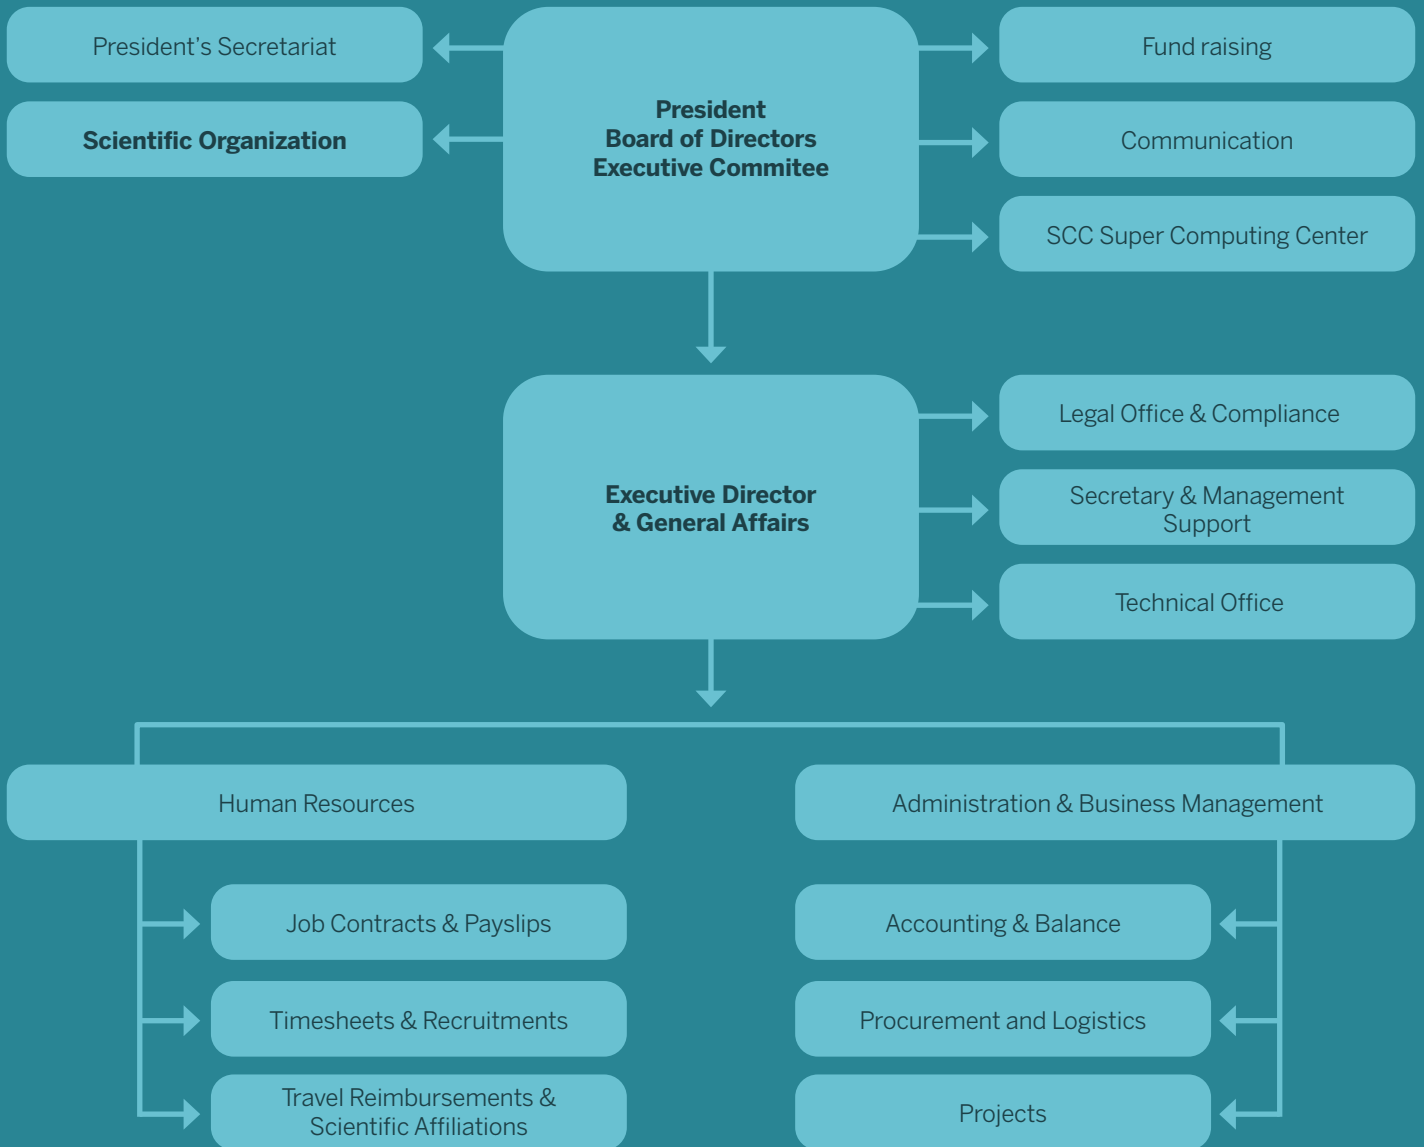 President’s Secretariat
Scientific Organization
President
Board of Directors
Executive Commitee
Fund raising
Communication
SCC Super Computing Center
Executive Director
& General Affairs
Legal Office & Compliance
Secretary & Management
Support
Technical Office
Human Resources
Job Contracts & Payslips
Timesheets & Recruitments
Travel Reimbursements &
Scientific Affiliations
Administration & Business Management
Accounting & Balance
Procurement and Logistics
Projects